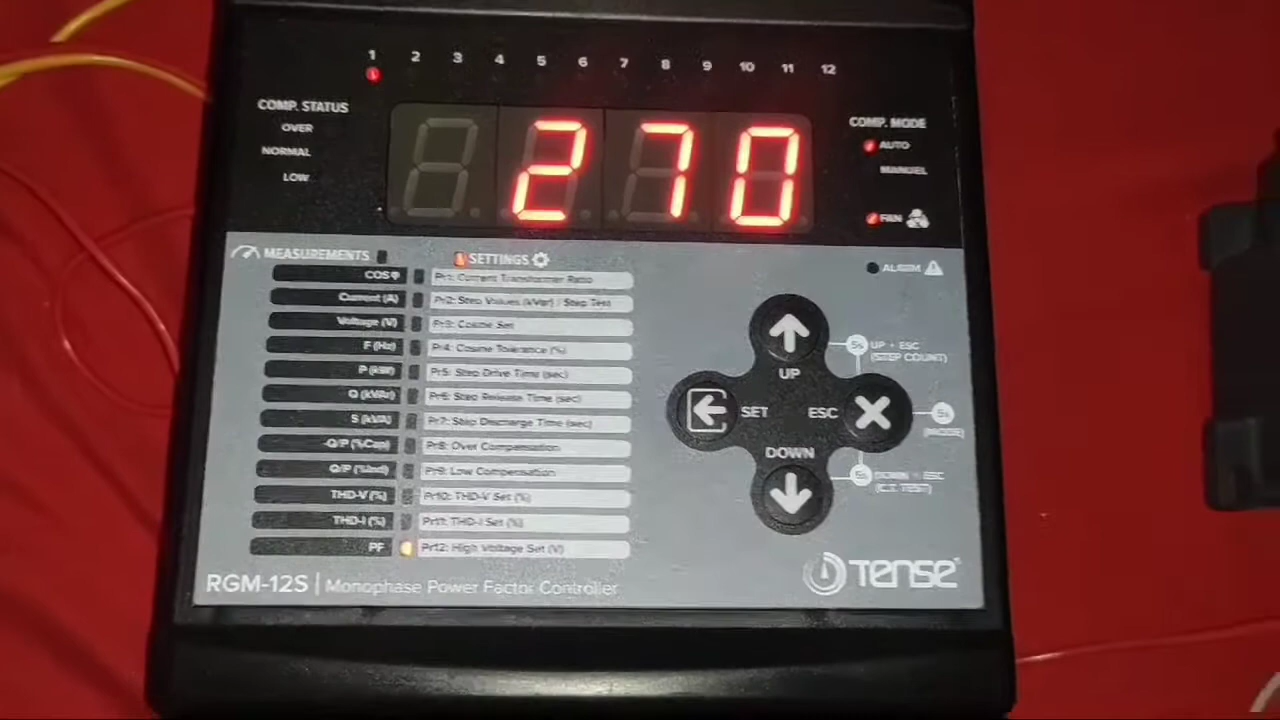 1 2 3 4 5 6 7 8 9 10 11 12
COMP. STATUS
OVER
NORMAL
LOW
270
COMP. MODE
AUTO
MANUEL
FAN
MEASUREMENTS
SETTINGS
ALARM
COS φ
Pr1: Current Transformer Ratio
Current (A)
Pr2: Step Values (kVar) / Step Test
Voltage (V)
Pr3: Cosine Set
F (Hz)
Pr4: Cosine Tolerance (%)
P (kW)
Pr5: Step Drive Time (sec)
Q (kVAr)
Pr6: Step Release Time (sec)
S (kVA)
Pr7: Step Discharge Time (sec)
-Q/P (%Cap)
Pr8: Over Compensation
Q/P (%Ind)
Pr9: Low Compensation
THD-V (%)
Pr10: THD-V Set (%)
THD-I (%)
Pr11: THD-I Set (%)
PF
Pr12: High Voltage Set (V)
UP
SET
ESC
DOWN
5s UP + ESC
(STEP COUNT)
5s
(MODE)
5s DOWN + ESC
(C.T. TEST)
RGM-12S | Monophase Power Factor Controller
TENSE